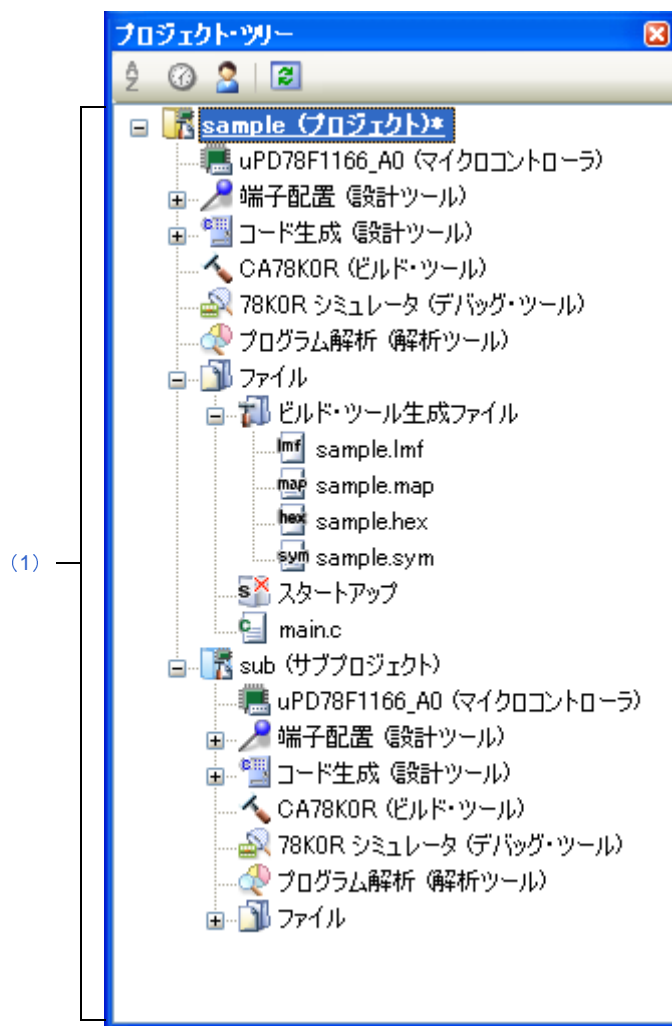 プロジェクト・ツリー
sample (プロジェクト)*
uPD78F1166_A0 (マイクロコントローラ)
端子配置 (設計ツール)
コード生成 (設計ツール)
CA78K0R (ビルド・ツール)
78K0R シミュレータ (デバッグ・ツール)
プログラム解析 (解析ツール)
ファイル
ビルド・ツール生成ファイル
lmf sample.lmf
map sample.map
hex sample.hex
sym sample.sym
(1)
スタートアップ
main.c
sub (サブプロジェクト)
uPD78F1166_A0 (マイクロコントローラ)
端子配置 (設計ツール)
コード生成 (設計ツール)
CA78K0R (ビルド・ツール)
78K0R シミュレータ (デバッグ・ツール)
プログラム解析 (解析ツール)
ファイル